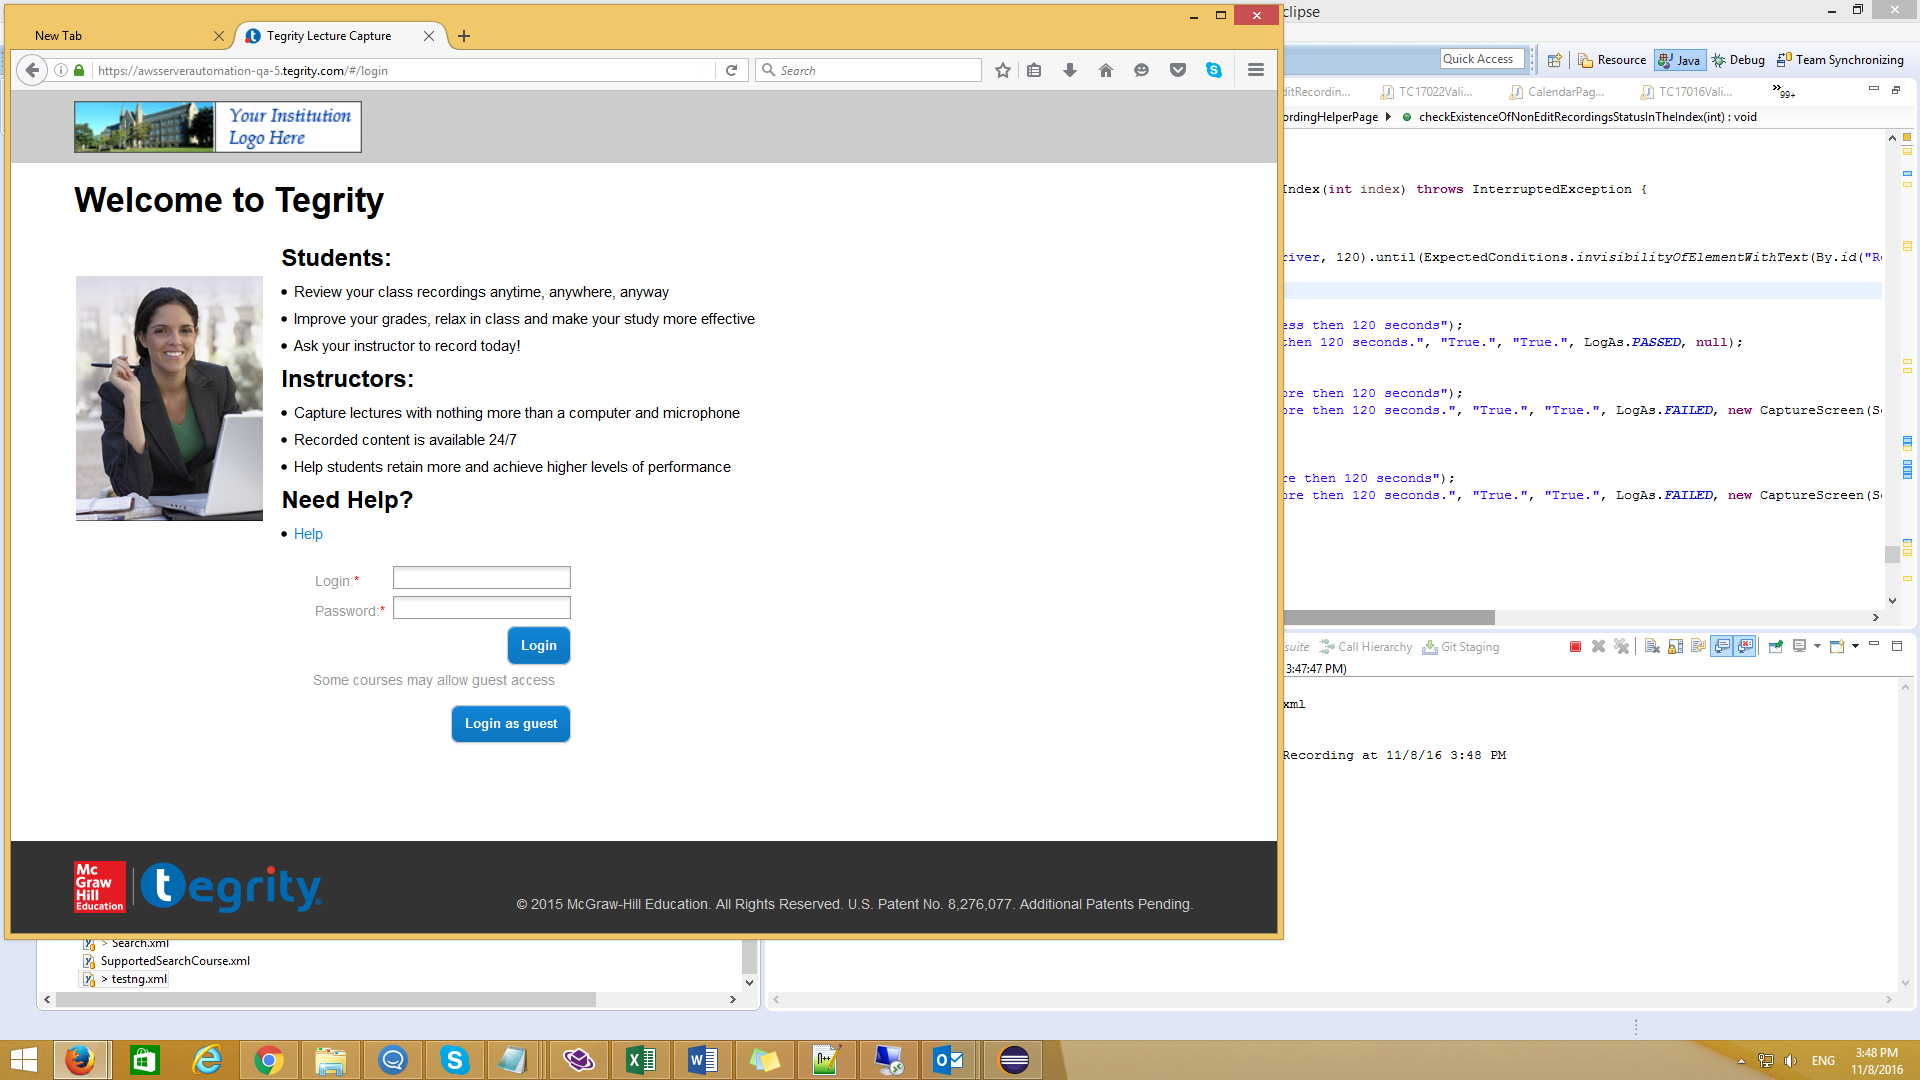 clipse
New Tab
Tegrity Lecture Capture
https://awsserverautomation-qa-5.tegrity.com/#/login
Search
Quick Access
Resource
Java
Debug
Team Synchronizing
Your Institution
Logo Here
ditRecordin...
TC17022Vali...
CalendarPag...
TC17016Vali...
99+
ordingHelperPage
checkExistenceOfNonEditRecordingsStatusInTheIndex(int) : void
Welcome to Tegrity
Students:
• Review your class recordings anytime, anywhere, anyway
• Improve your grades, relax in class and make your study more effective
• Ask your instructor to record today!
Instructors:
• Capture lectures with nothing more than a computer and microphone
• Recorded content is available 24/7
• Help students retain more and achieve higher levels of performance
Need Help?
• Help
Login:*
Password:*
Login
Some courses may allow guest access
Login as guest
Index(int index) throws InterruptedException {
river, 120).until(ExpectedConditions.invisibilityOfElementWithText(By.id("Re
ess then 120 seconds");
then 120 seconds.", "True.", "True.", LogAs.PASSED, null);
ore then 120 seconds");
ore then 120 seconds.", "True.", "True.", LogAs.FAILED, new CaptureScreen(Sc
re then 120 seconds");
ore then 120 seconds.", "True.", "True.", LogAs.FAILED, new CaptureScreen(Sc
suite
Call Hierarchy
Git Staging
3:47:47 PM)
xml
Recording at 11/8/16 3:48 PM
Mc
Graw
Hill
Education
tegrity
© 2015 McGraw-Hill Education. All Rights Reserved. U.S. Patent No. 8,276,077. Additional Patents Pending.
> Search.xml
SupportedSearchCourse.xml
> testng.xml
ENG
3:48 PM
11/8/2016